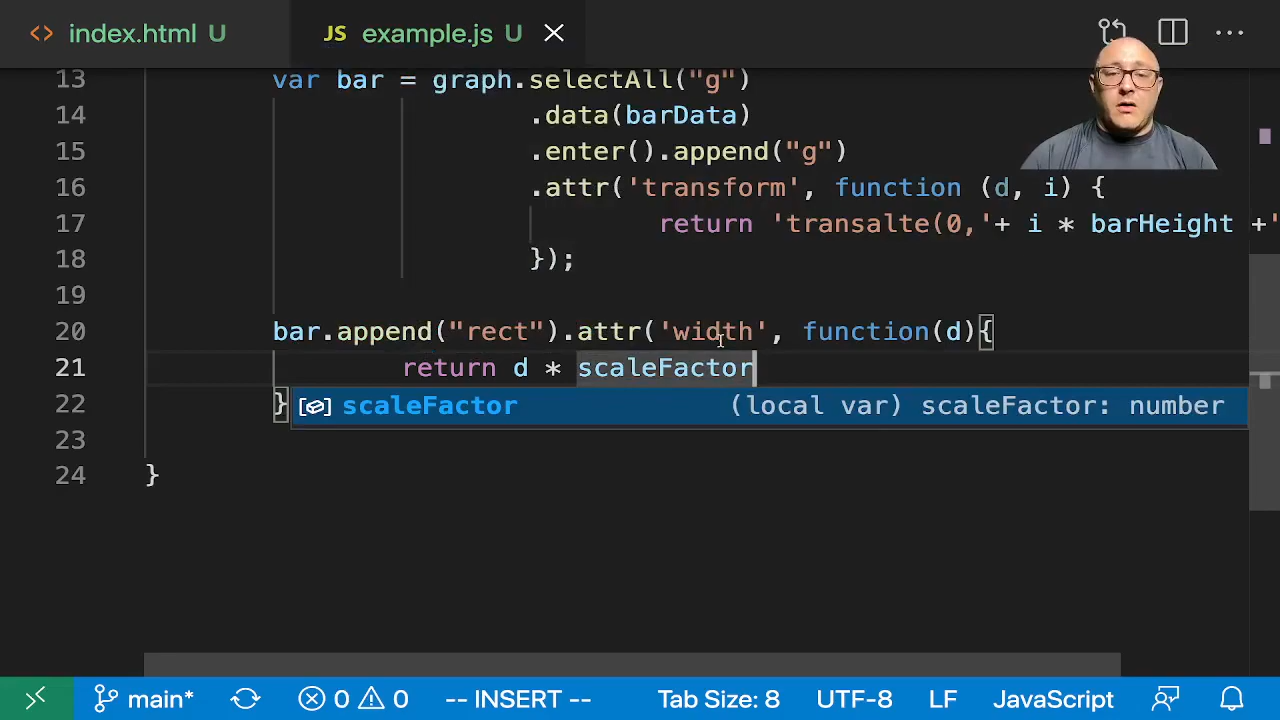 index.html U
JS example.js U
13 var bar = graph.selectAll("g")
14 .data(barData)
15 .enter().append("g")
16 .attr('transform', function (d, i) {
17 return 'transalte(0,'+ i * barHeight +'
18 });
19
20 bar.append("rect").attr('width', function(d){
21 return d * scaleFactor
22 }
scaleFactor (local var) scaleFactor: number
23
24 }
main* 0 0 -- INSERT -- Tab Size: 8 UTF-8 LF JavaScript